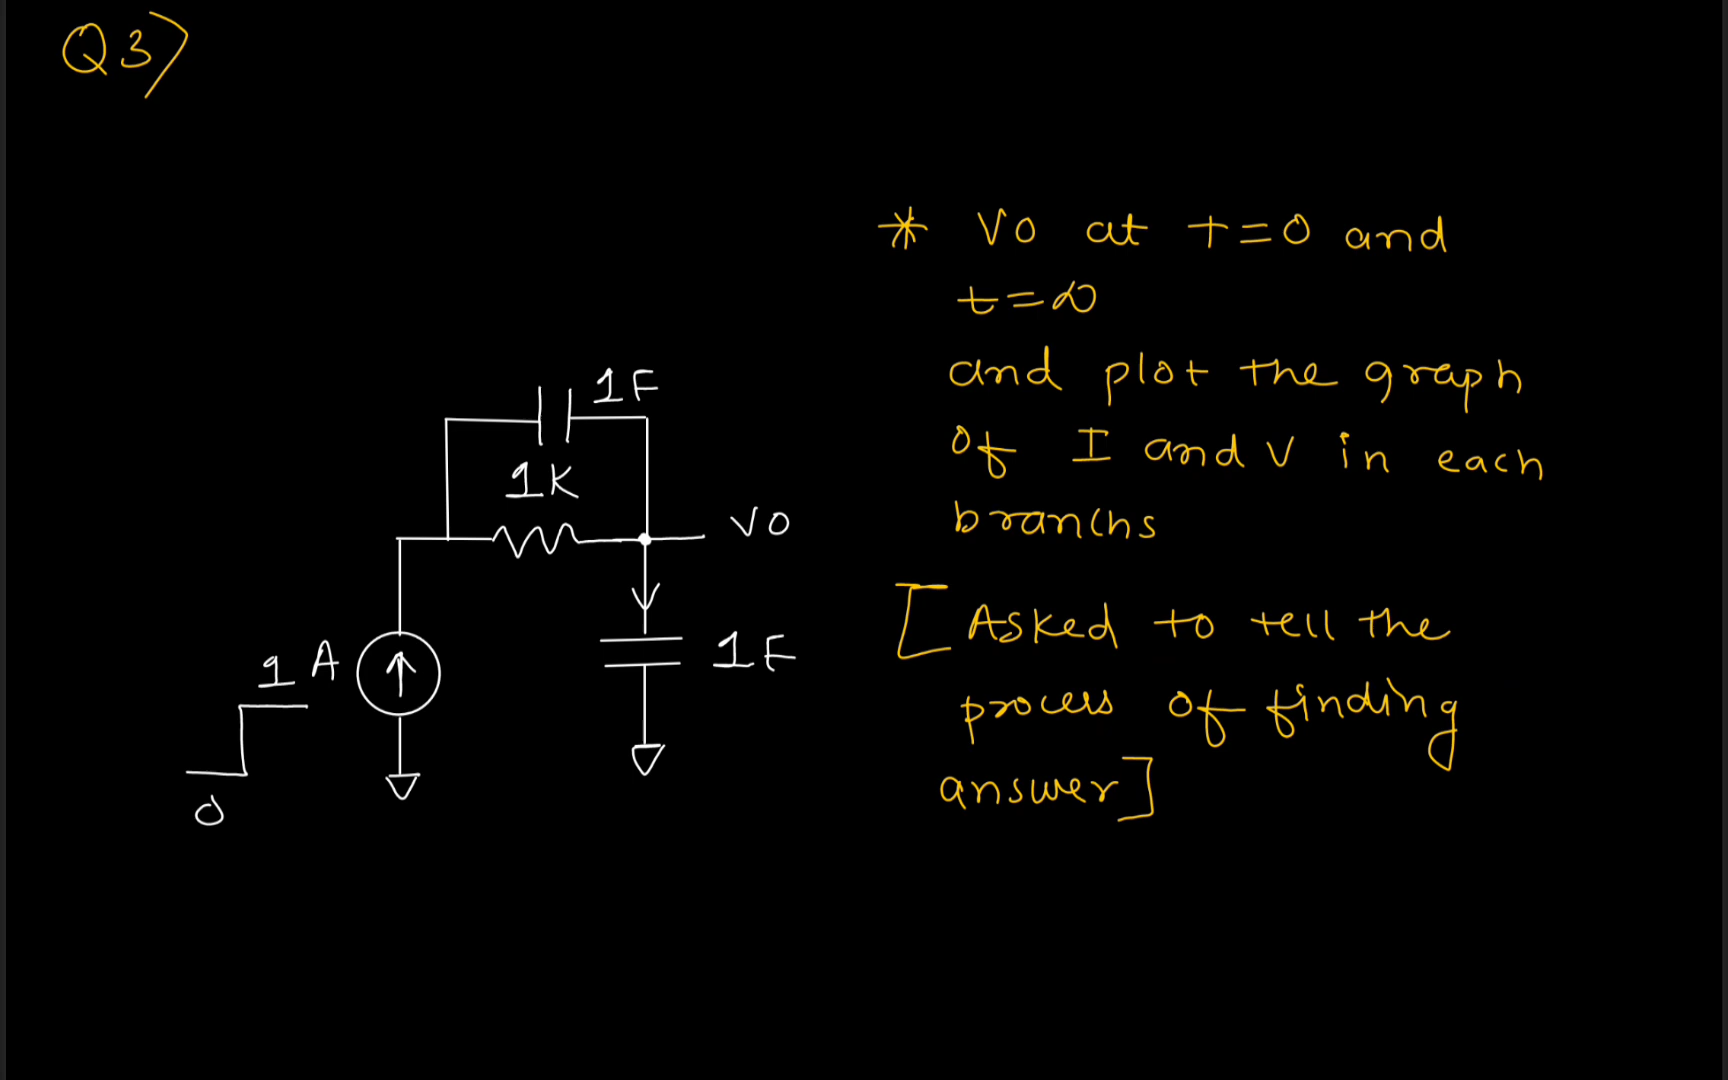 Q3)
* VO at t=0 and
t=∞
and plot the graph
of I and V in each
branchs
[Asked to tell the
process of finding
answer]
1F
1K
VO
1A
1F
0